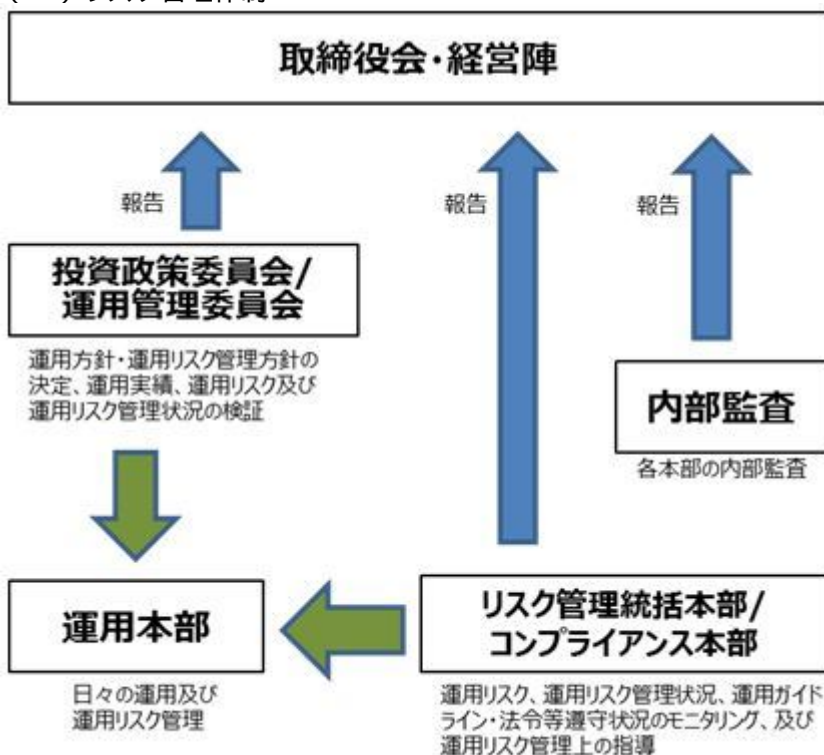 取締役会・経営陣
報告
報告
報告
投資政策委員会/
運用管理委員会
運用方針・運用リスク管理方針の
決定、運用実績、運用リスク及び
運用リスク管理状況の検証
内部監査
各本部の内部監査
運用本部
日々の運用及び
運用リスク管理
リスク管理統括本部/
コンプライアンス本部
運用リスク、運用リスク管理状況、運用ガイド
ライン・法令等遵守状況のモニタリング、及び
運用リスク管理上の指導